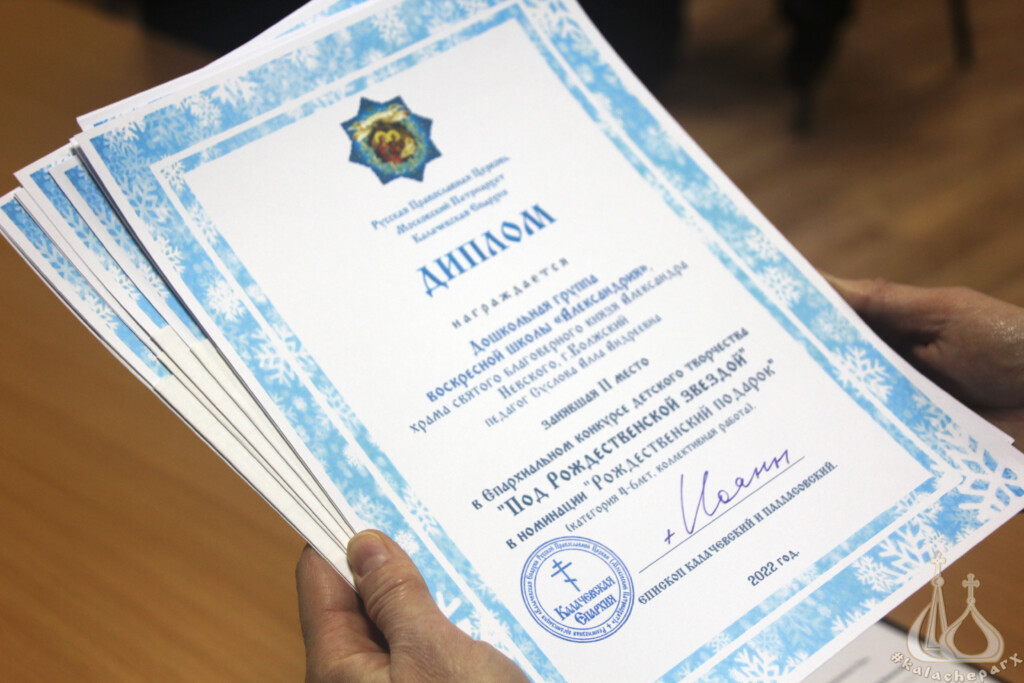 Русская Православная Церковь
Московский Патриархат
Калачевская Епархия
ДИПЛОМ
награждается
Дошкольная группа
воскресной школы «Александрия»
храма святого благоверного князя Александра
Невского, г.Волжский
педагог Суслова Алла Андреевна
занявшая II место
в Епархиальном конкурсе детского творчества
"Под Рождественской звездой"
в номинации "Рождественский подарок"
(категория 4-6лет, коллективная работа).
+ Иоанн
Епископ Калачевский и Палласовский.
2022 год.
Калачевская
Епархия
#kalacheparx